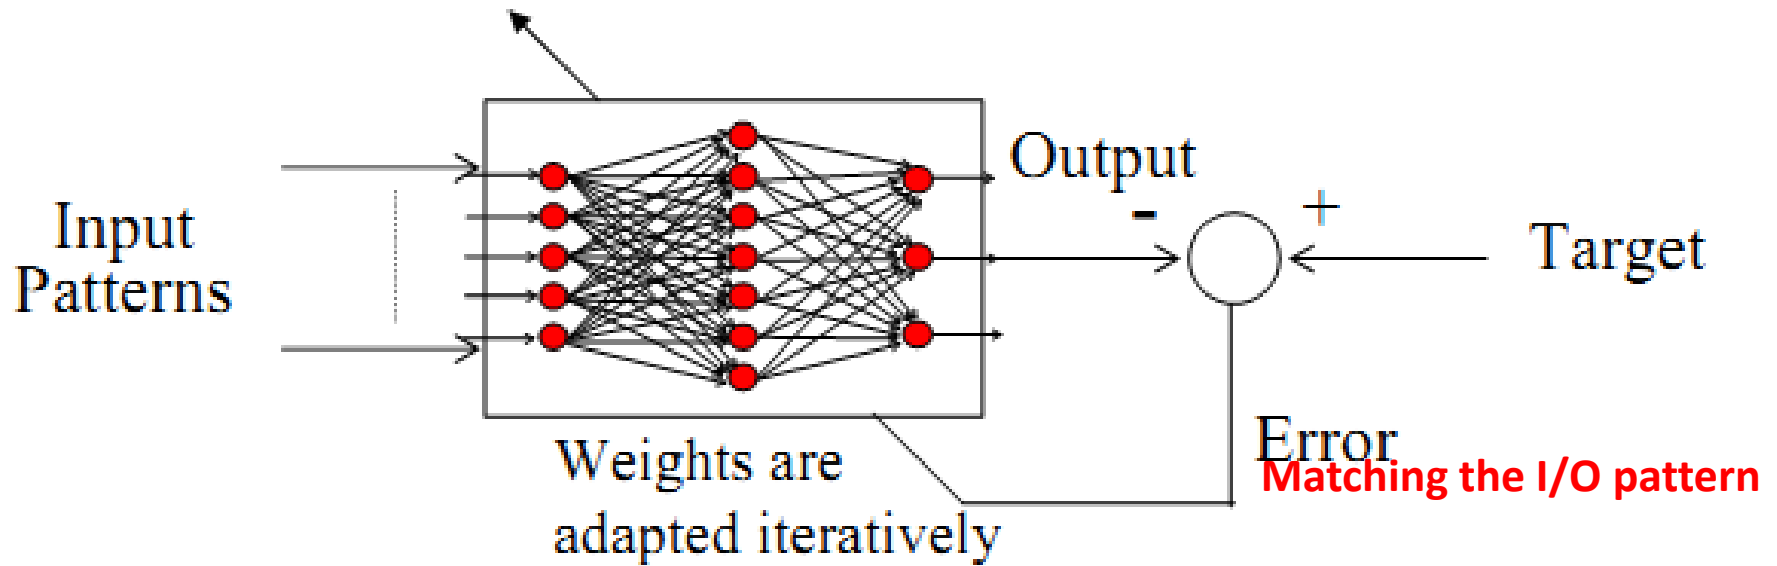 Input
Patterns
Output
-
+
Target
Error
Matching the I/O pattern
Weights are
adapted iteratively